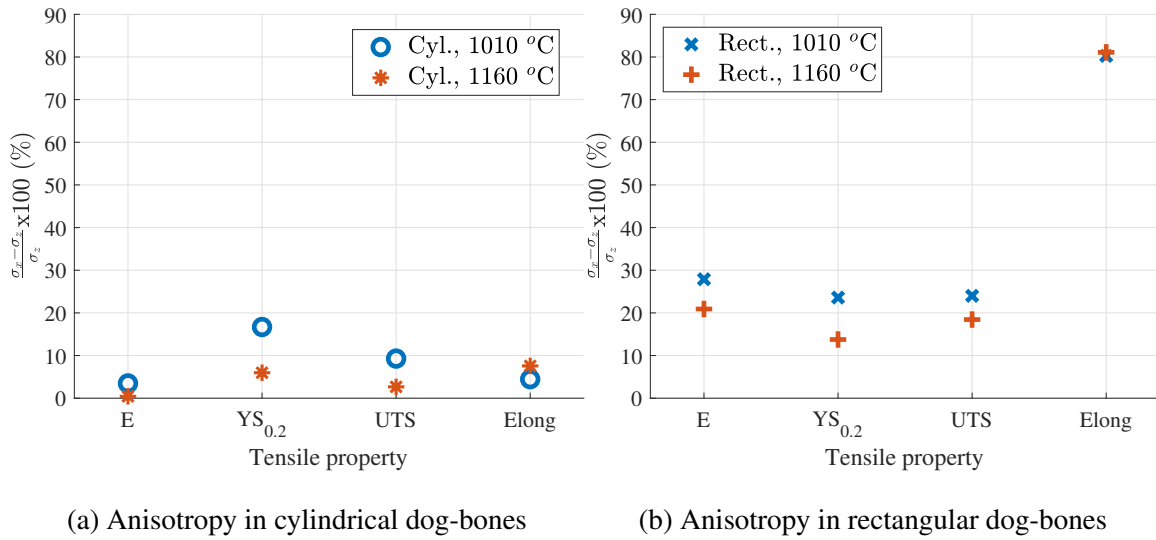 90
80
70
60
50
40
30
20
10
0
σx−σz/σz x100 (%)
Cyl., 1010 °C
Cyl., 1160 °C
E YS0.2 UTS Elong
Tensile property
(a) Anisotropy in cylindrical dog-bones
90
80
70
60
50
40
30
20
10
0
σx−σz/σz x100 (%)
Rect., 1010 °C
Rect., 1160 °C
E YS0.2 UTS Elong
Tensile property
(b) Anisotropy in rectangular dog-bones